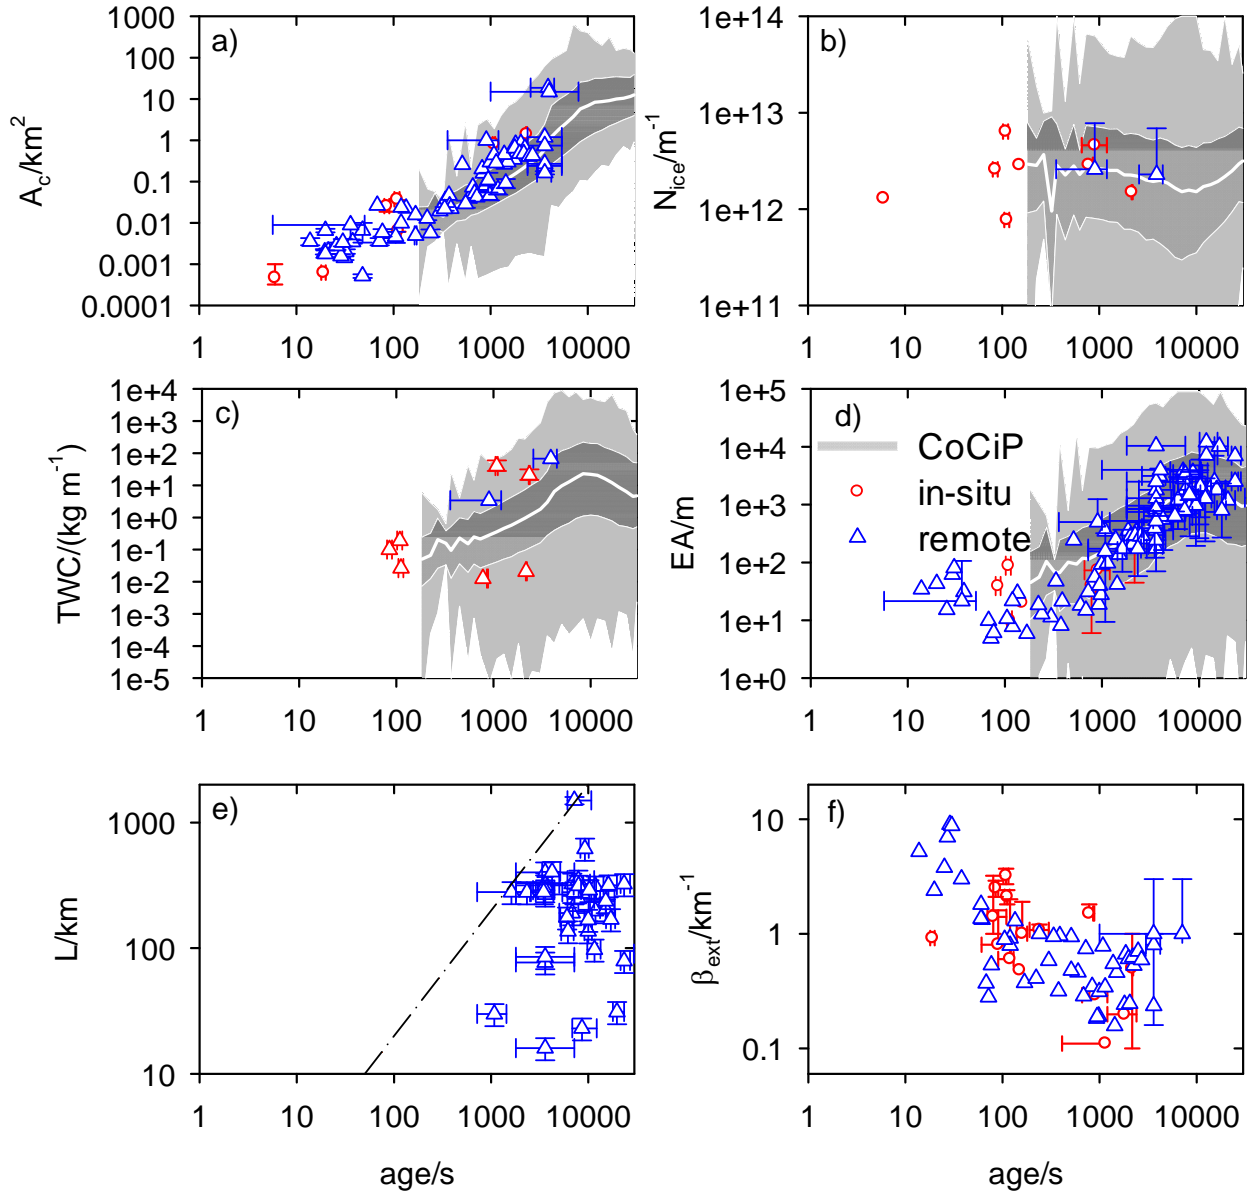 a)
A_c/km^2
1000
100
10
1
0.1
0.01
0.001
0.0001
1 10 100 1000 10000
b)
N_ice/m^-1
1e+14
1e+13
1e+12
1e+11
1 10 100 1000 10000
c)
TWC/(kg m^-1)
1e+4
1e+3
1e+2
1e+1
1e+0
1e-1
1e-2
1e-3
1e-4
1e-5
1 10 100 1000 10000
d)
EA/m
1e+5
1e+4
1e+3
1e+2
1e+1
1e+0
CoCiP
in-situ
remote
1 10 100 1000 10000
e)
L/km
1000
100
10
1 10 100 1000 10000
age/s
f)
β_ext/km^-1
10
1
0.1
1 10 100 1000 10000
age/s